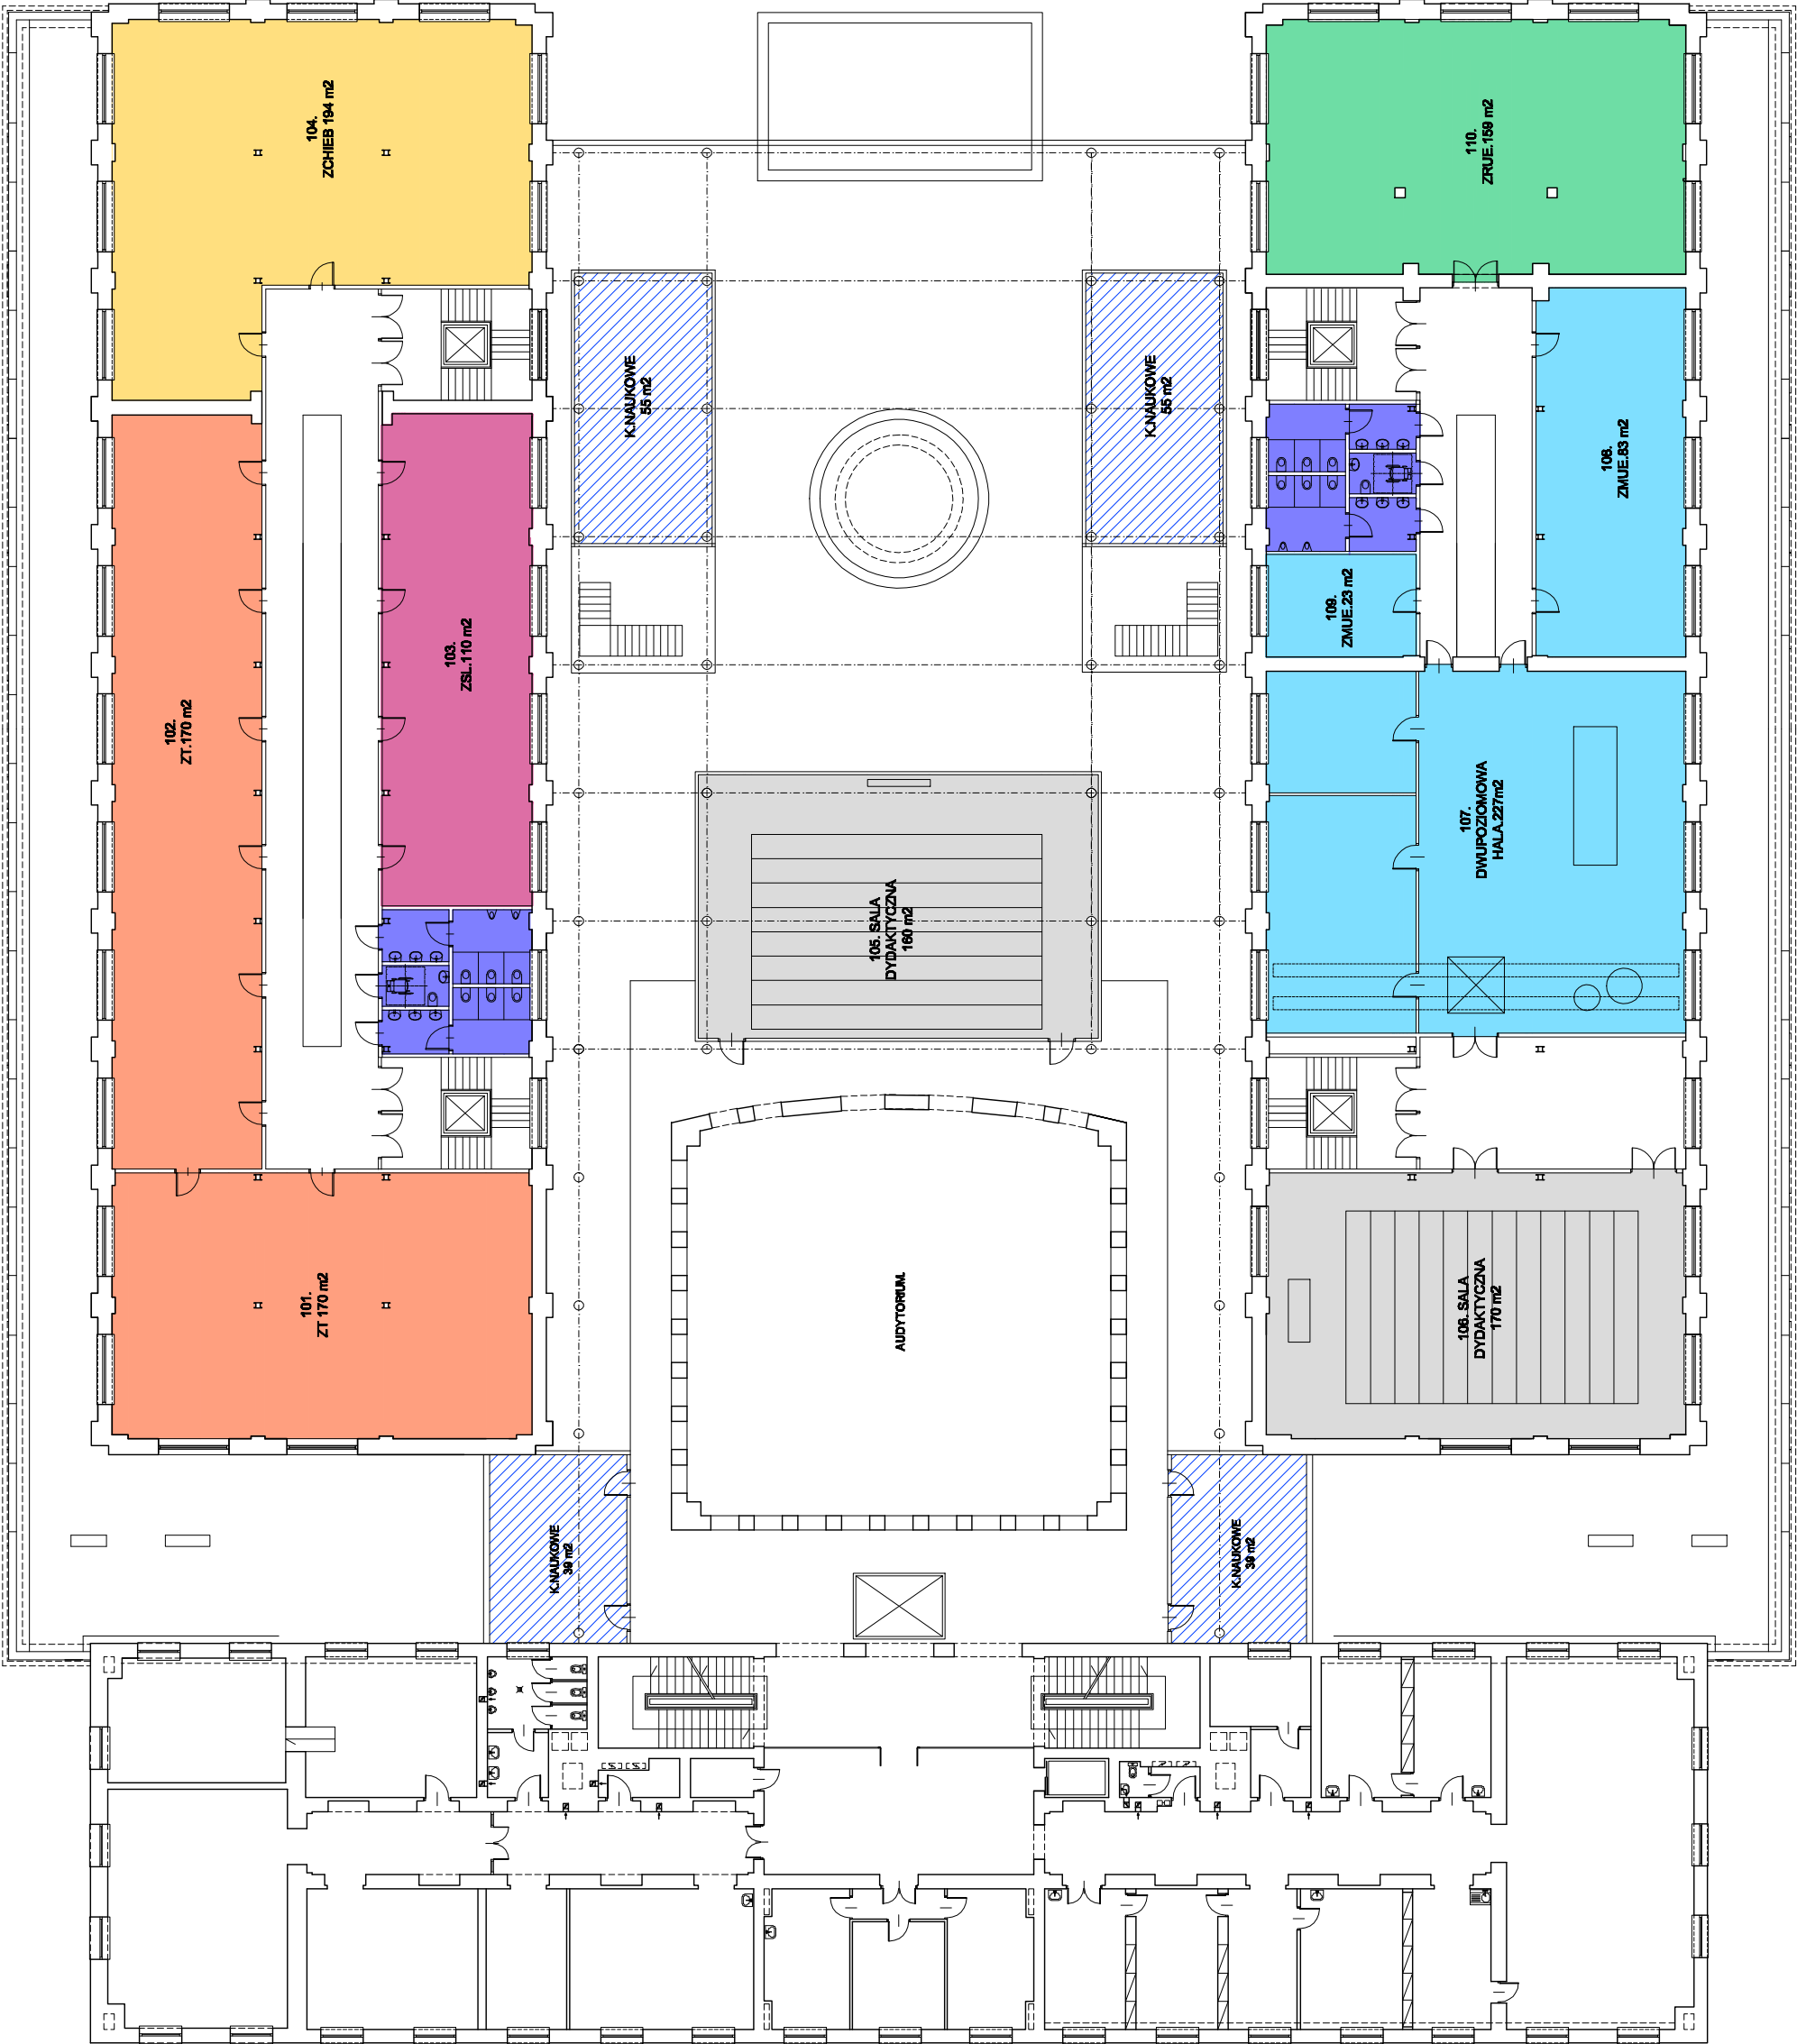 104.
ZCHIEB 194 m2
110.
ZRUE.159 m2
K.NAUKOWE
55 m2
K.NAUKOWE
55 m2
108.
ZMUE.83 m2
109.
ZMUE.23 m2
103.
ZSL.110 m2
102.
ZT.170 m2
107.
DWUPOZIOMOWA
HALA.227m2
105. SALA
DYDAKTYCZNA
160 m2
101.
ZT 170 m2
AUDYTORIUM.
106. SALA
DYDAKTYCZNA
170 m2
K.NAUKOWE
39 m2
K.NAUKOWE
39 m2